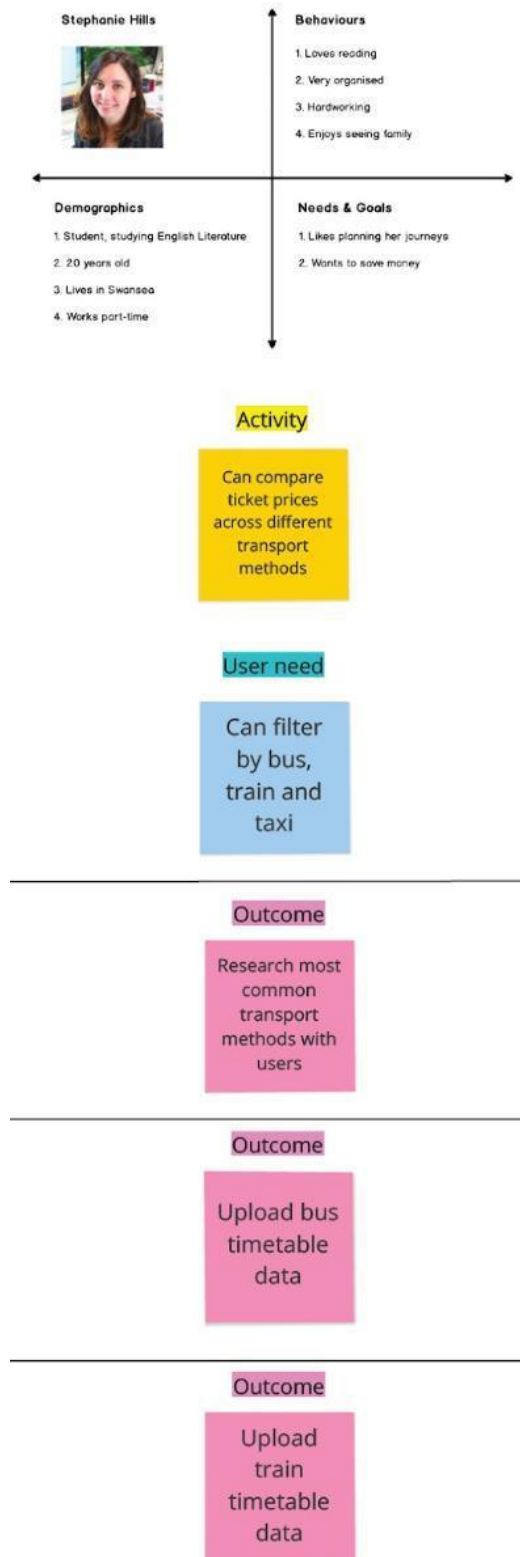 Stephanie Hills
Behaviours
1. Loves reading
2. Very organised
3. Hardworking
4. Enjoys seeing family
Demographics
1. Student, studying English Literature
2. 20 years old
3. Lives in Swansea
4. Works part-time
Needs & Goals
1. Likes planning her journeys
2. Wants to save money
Activity
Can compare
ticket prices
across different
transport
methods
User need
Can filter
by bus,
train and
taxi
Outcome
Research most
common
transport
methods with
users
Outcome
Upload bus
timetable
data
Outcome
Upload
train
timetable
data